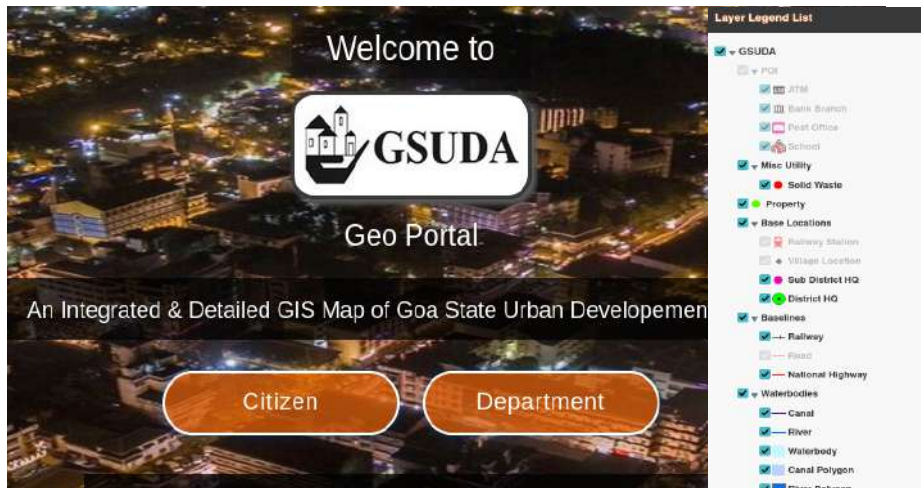 Welcome to
GSUDA
Geo Portal
An Integrated & Detailed GIS Map of Goa State Urban Developemen
Citizen
Department
Layer Legend List
GSUDA
POI
ATM
Bank Branch
Post Office
School
Misc Utility
Solid Waste
Property
Base Locations
Railway Station
Village Location
Sub District HQ
District HQ
Baselines
Railway
Road
National Highway
Waterbodies
Canal
River
Waterbody
Canal Polygon
River Polygon